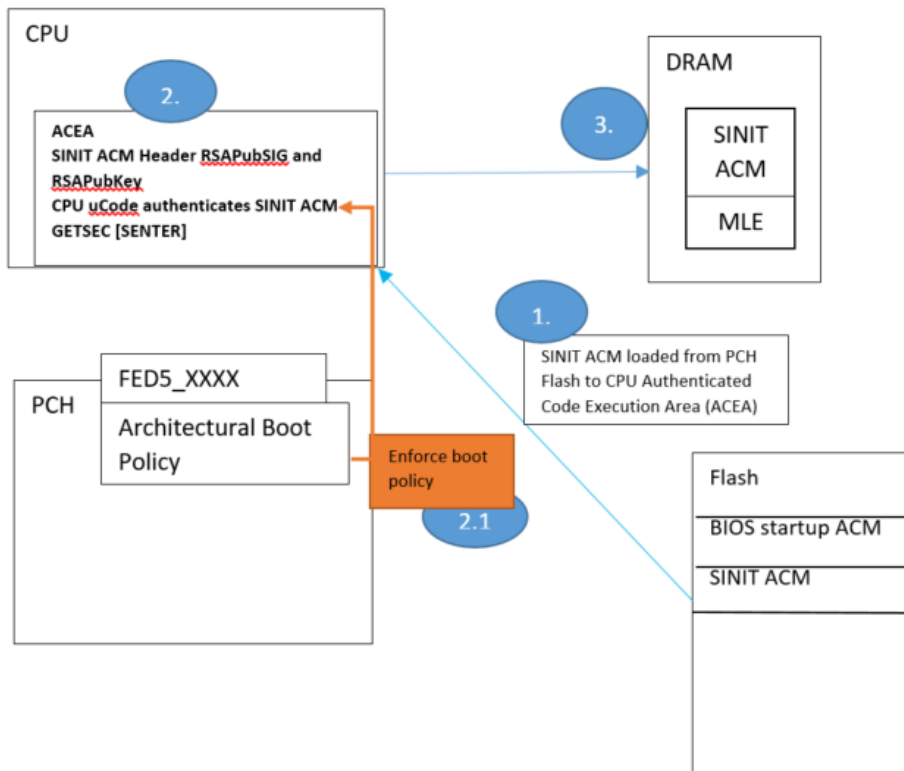 CPU
2.
ACEA
SINIT ACM Header RSAPubSIG and
RSAPubKey
CPU uCode authenticates SINIT ACM
GETSEC [SENTER]
3.
DRAM
SINIT
ACM
MLE
1.
SINIT ACM loaded from PCH
Flash to CPU Authenticated
Code Execution Area (ACEA)
PCH
FED5_XXXX
Architectural Boot
Policy
Enforce boot
policy
2.1
Flash
BIOS startup ACM
SINIT ACM